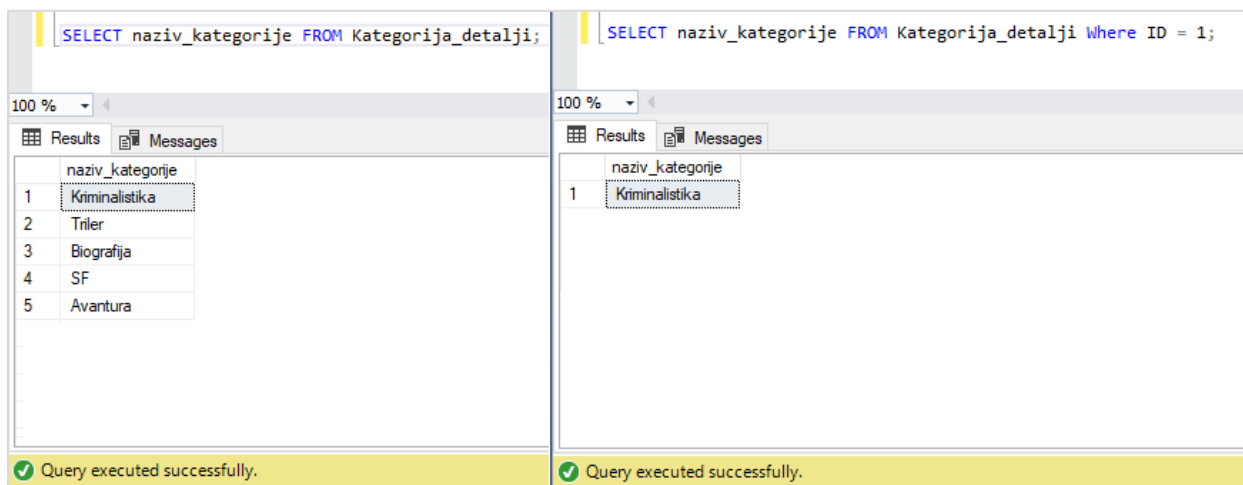 SELECT naziv_kategorije FROM Kategorija_detalji;
100 %
Results Messages
naziv_kategorije
1 Kriminalistika
2 Triler
3 Biografija
4 SF
5 Avantura
Query executed successfully.
SELECT naziv_kategorije FROM Kategorija_detalji Where ID = 1;
100 %
Results Messages
naziv_kategorije
1 Kriminalistika
Query executed successfully.